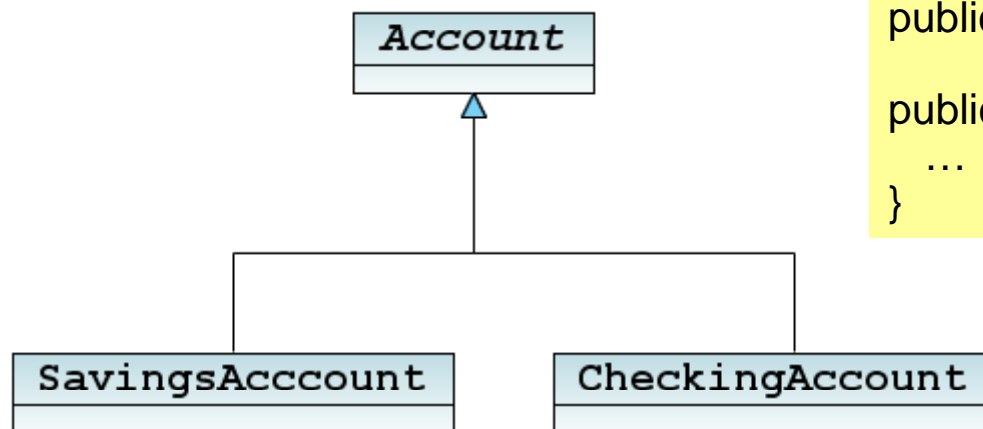 Account
public
public
…
}
SavingsAcccount
CheckingAccount